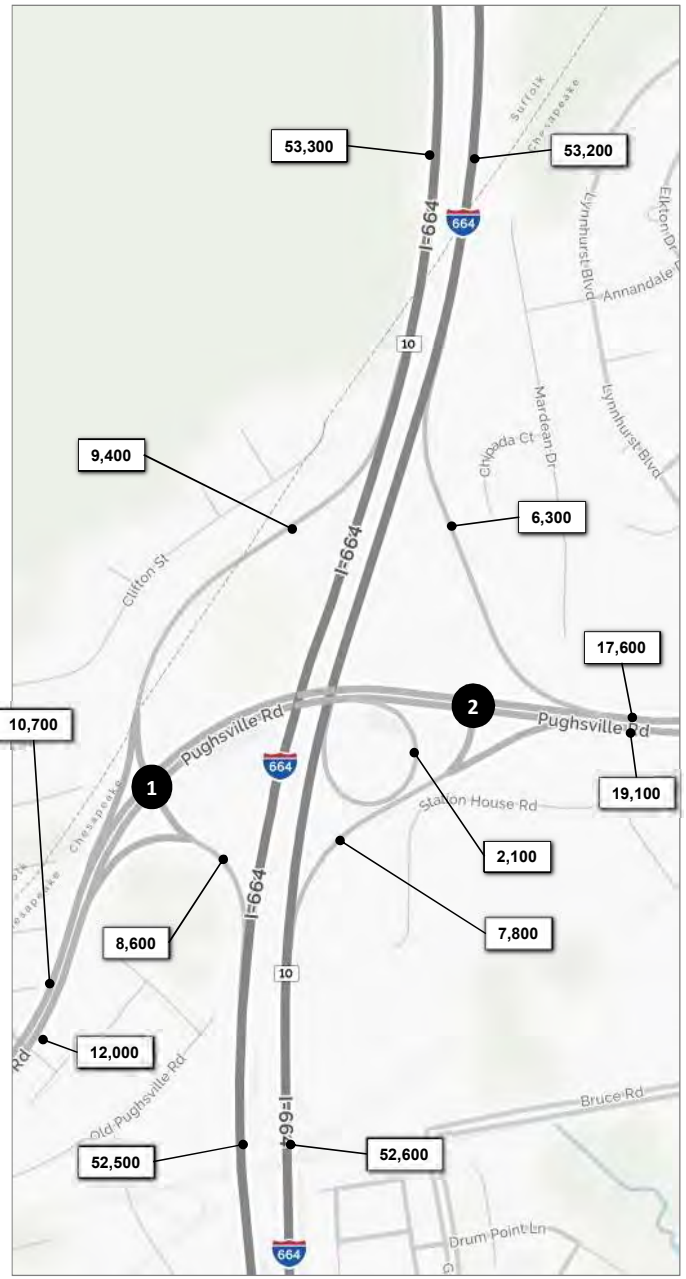 Suffolk
Chesapeake
53,300
53,200
I-664
664
Lynnhurst Blvd
Elkton Dr
Annandale
10
Mardean Dr
Chipada Ct
Lynnhurst Blvd
9,400
6,300
I-664
Clifton St
17,600
2
10,700
Pughsville Rd
Pughsville Rd
664
1
19,100
Chesapeake
Station House Rd
2,100
8,600
I-664
7,800
esapeake
10
12,000
Rd
Old Pughsville Rd
Bruce Rd
I-664
52,500
52,600
Drum Point Ln
664
G